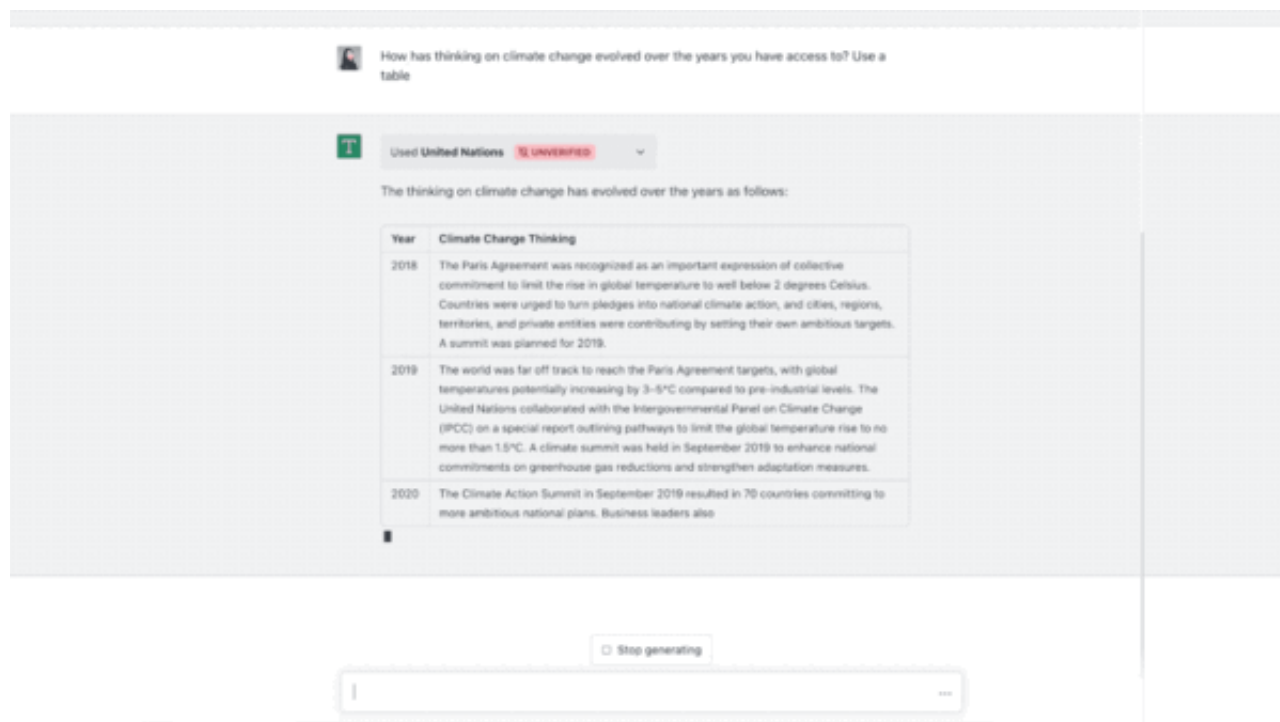 How has thinking on climate change evolved over the years you have access to? Use a
table
T
Used United Nations UNVERIFIED
The thinking on climate change has evolved over the years as follows:
Year Climate Change Thinking
2018 The Paris Agreement was recognized as an important expression of collective
commitment to limit the rise in global temperature to well below 2 degrees Celsius.
Countries were urged to turn pledges into national climate action, and cities, regions,
territories, and private entities were contributing by setting their own ambitious targets.
A summit was planned for 2019.
2019 The world was far off track to reach the Paris Agreement targets, with global
temperatures potentially increasing by 3-5°C compared to pre-industrial levels. The
United Nations collaborated with the Intergovernmental Panel on Climate Change
(IPCC) on a special report outlining pathways to limit the global temperature rise to no
more than 1.5°C. A climate summit was held in September 2019 to enhance national
commitments on greenhouse gas reductions and strengthen adaptation measures.
2020 The Climate Action Summit in September 2019 resulted in 70 countries committing to
more ambitious national plans. Business leaders also
Stop generating